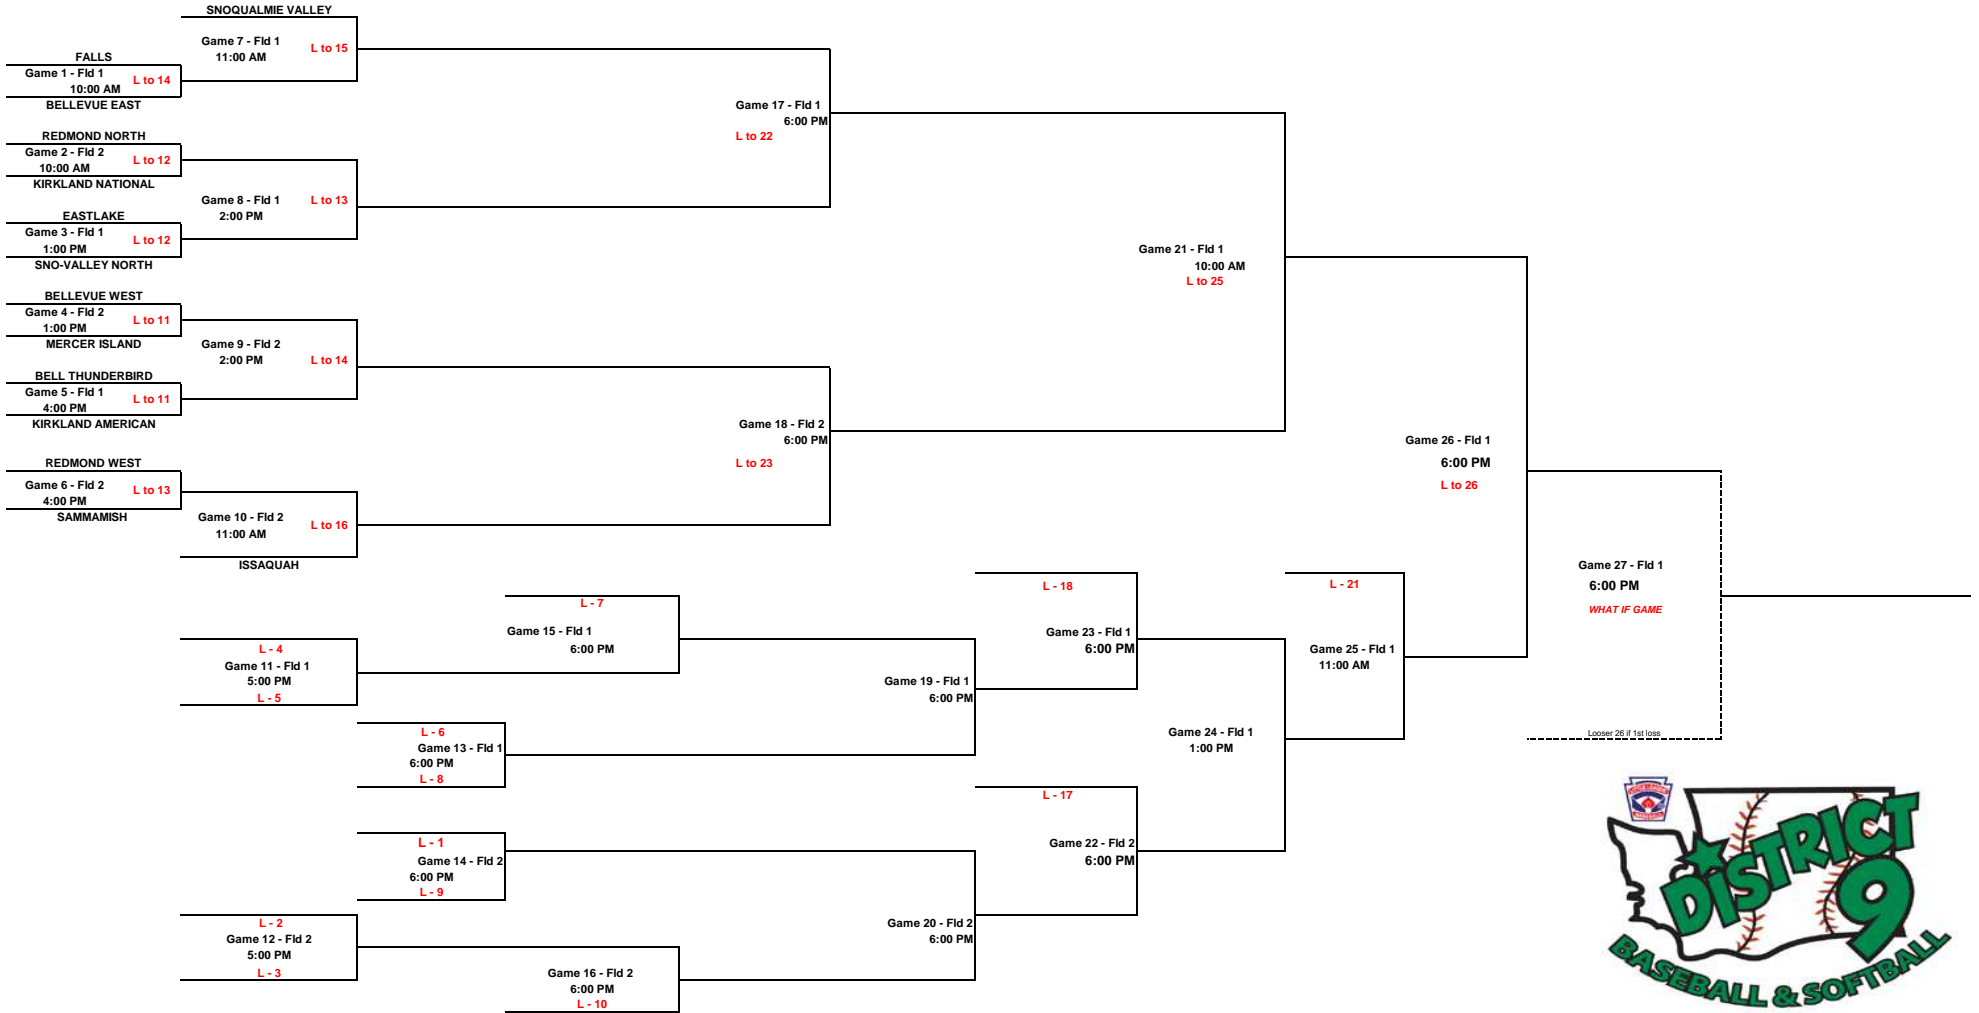 SNOQUALMIE VALLEY
Game 7 - Fld 1
11:00 AM
L to 15
FALLS
Game 1 - Fld 1
10:00 AM
L to 14
BELLEVUE EAST
REDMOND NORTH
Game 2 - Fld 2
10:00 AM
L to 12
KIRKLAND NATIONAL
Game 8 - Fld 1
2:00 PM
L to 13
EASTLAKE
Game 3 - Fld 1
1:00 PM
L to 12
SNO-VALLEY NORTH
BELLEVUE WEST
Game 4 - Fld 2
1:00 PM
L to 11
MERCER ISLAND
Game 9 - Fld 2
2:00 PM
L to 14
BELL THUNDERBIRD
Game 5 - Fld 1
4:00 PM
L to 11
KIRKLAND AMERICAN
REDMOND WEST
Game 6 - Fld 2
4:00 PM
L to 13
SAMMAMISH
Game 10 - Fld 2
11:00 AM
L to 16
ISSAQUAH
Game 17 - Fld 1
6:00 PM
L to 22
Game 18 - Fld 2
6:00 PM
L to 23
Game 21 - Fld 1
10:00 AM
L to 25
Game 26 - Fld 1
6:00 PM
L to 26
Game 27 - Fld 1
6:00 PM
WHAT IF GAME
Looser 26 if 1st loss
L - 4
Game 11 - Fld 1
5:00 PM
L - 5
L - 7
Game 15 - Fld 1
6:00 PM
L - 6
Game 13 - Fld 1
6:00 PM
L - 8
Game 19 - Fld 1
6:00 PM
L - 18
Game 23 - Fld 1
6:00 PM
L - 21
Game 25 - Fld 1
11:00 AM
Game 24 - Fld 1
1:00 PM
L - 1
Game 14 - Fld 2
6:00 PM
L - 9
L - 2
Game 12 - Fld 2
5:00 PM
L - 3
Game 16 - Fld 2
6:00 PM
L - 10
Game 20 - Fld 2
6:00 PM
L - 17
Game 22 - Fld 2
6:00 PM
DISTRICT
9
BASEBALL & SOFTBALL